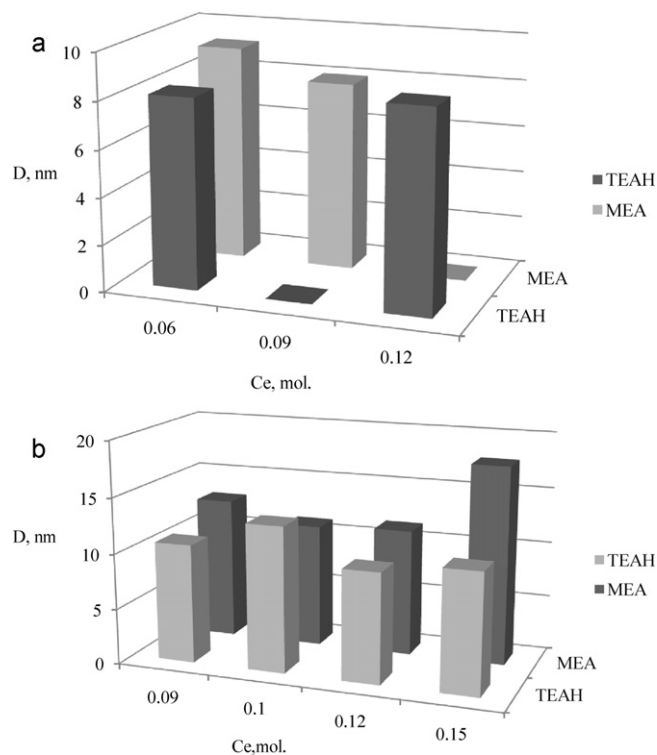 a
10
8
6
D, nm
4
2
0
0.06
0.09
0.12
Ce, mol.
MEA
TEAH
TEAH
MEA
b
20
15
D, nm
10
5
0
0.09
0.1
0.12
0.15
Ce,mol.
MEA
TEAH
TEAH
MEA